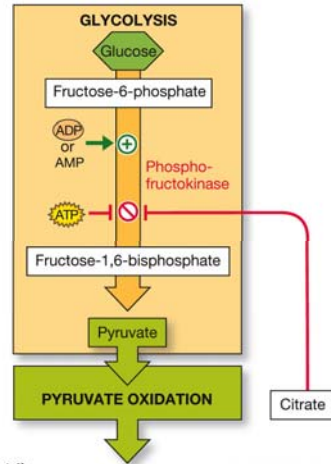 GLYCOLYSIS
Glucose
Fructose-6-phosphate
ADP
or
AMP
Phospho-
fructokinase
ATP
Fructose-1,6-bisphosphate
Pyruvate
PYRUVATE OXIDATION
Citrate